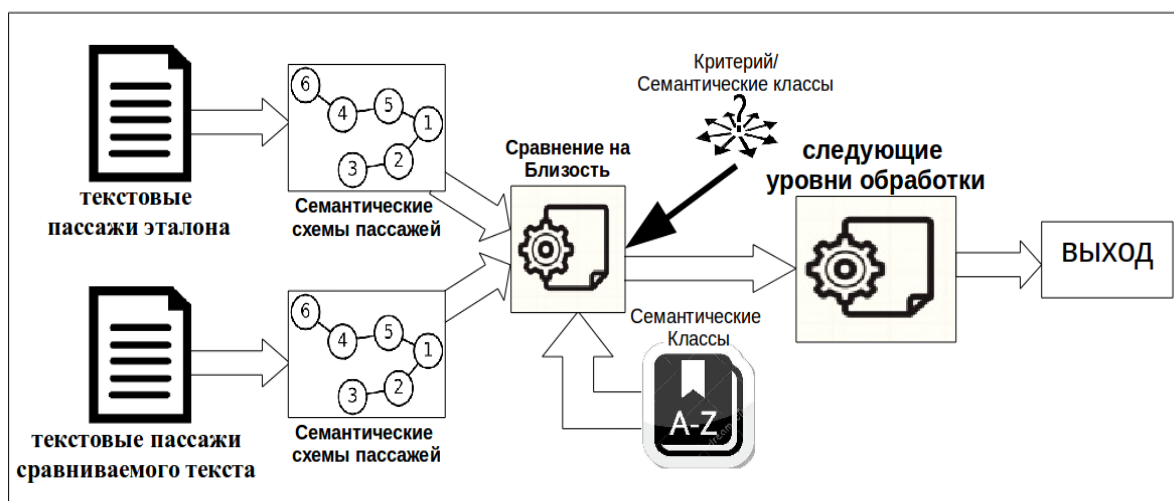 текстовые
пассажи эталона
6
4
5
1
2
3
Семантические
схемы пассажей
текстовые пассажи
сравниваемого текста
6
4
5
1
2
3
Семантические
схемы пассажей
Сравнение на
Близость
Критерий/
Семантические классы
?
Семантические
Классы
A-Z
следующие
уровни обработки
ВЫХОД